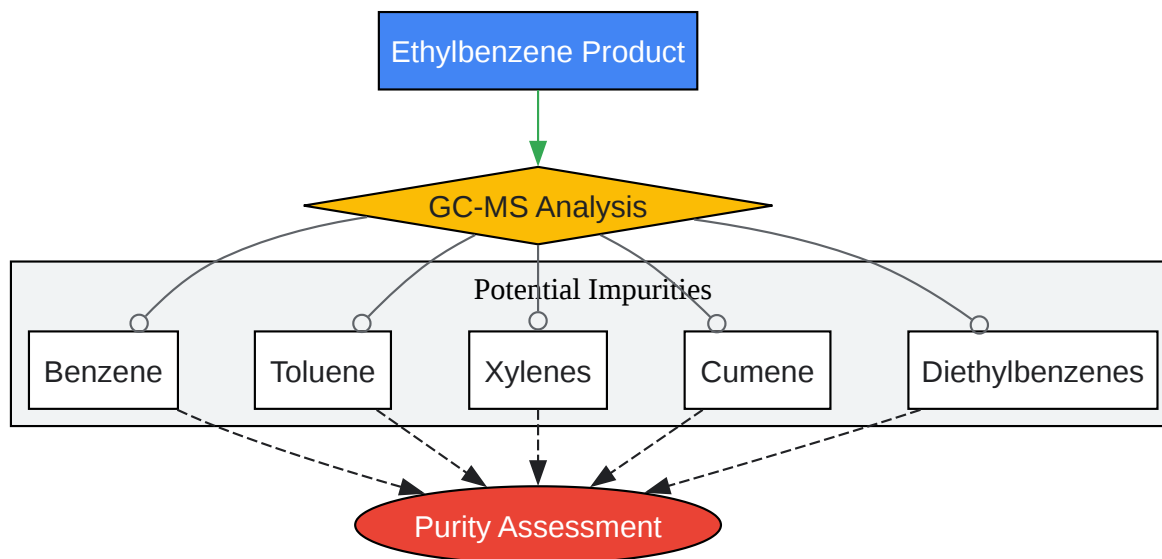 Ethylbenzene Product
GC-MS Analysis
Potential Impurities
Benzene
Toluene
Xylenes
Cumene
Diethylbenzenes
Purity Assessment